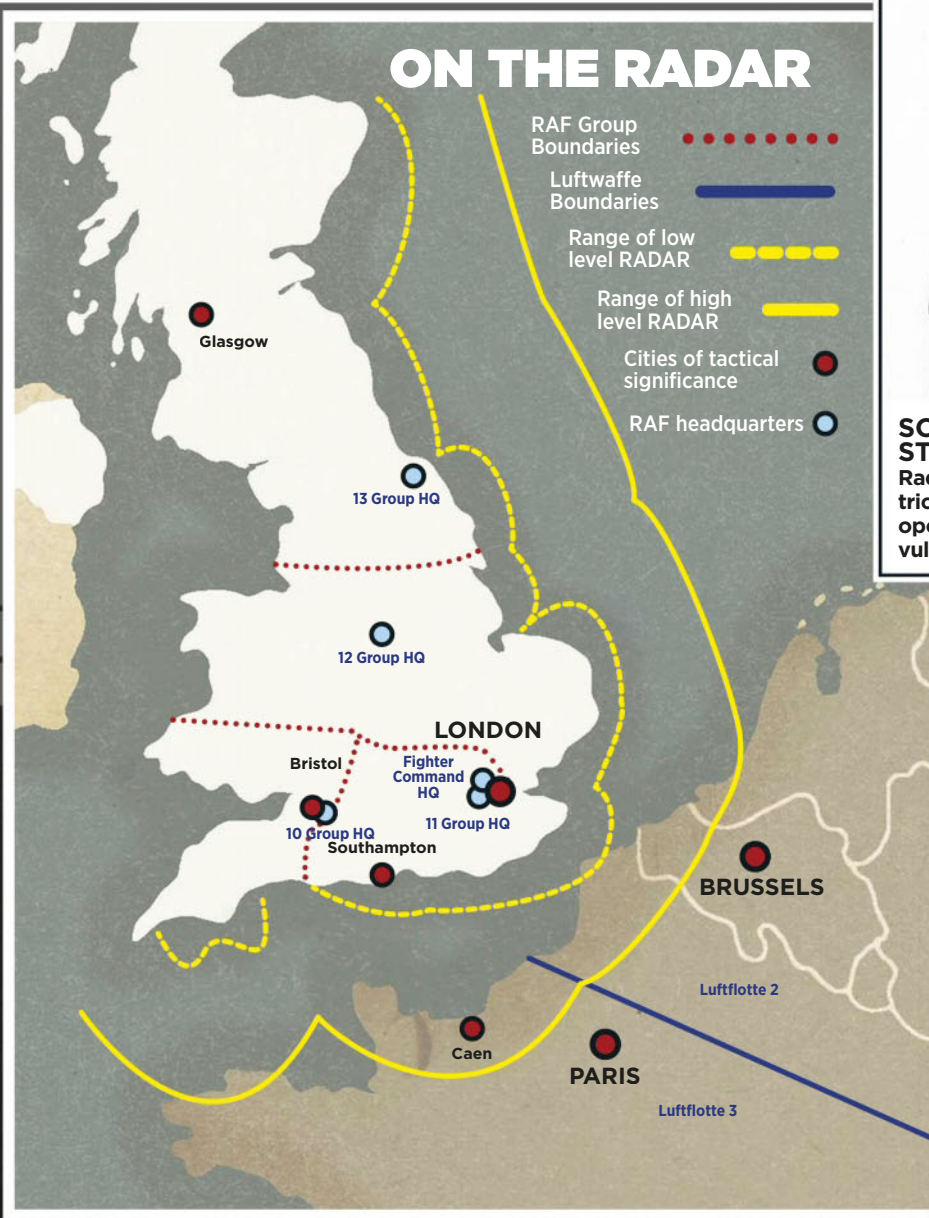 ON THE RADAR
RAF Group
Boundaries
Luftwaffe
Boundaries
Range of low
level RADAR
Range of high
level RADAR
Cities of tactical
significance
RAF headquarters
Glasgow
13 Group HQ
12 Group HQ
LONDON
Bristol
Fighter
Command
HQ
11 Group HQ
10 Group HQ
Southampton
BRUSSELS
Luftflotte 2
Caen
PARIS
Luftflotte 3